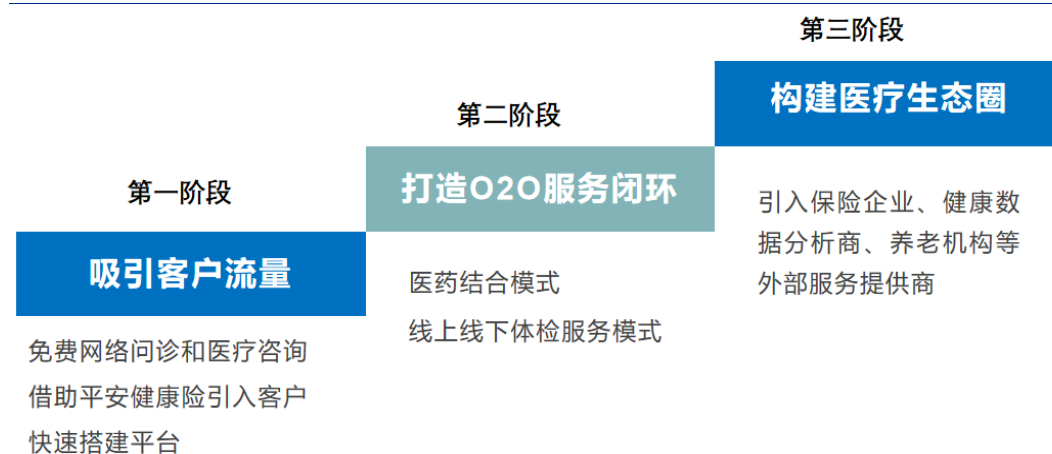 第一阶段
吸引客户流量
免费网络问诊和医疗咨询
借助平安健康险引入客户
快速搭建平台
第二阶段
打造O2O服务闭环
医药结合模式
线上线下体检服务模式
第三阶段
构建医疗生态圈
引入保险企业、健康数
据分析商、养老机构等
外部服务提供商